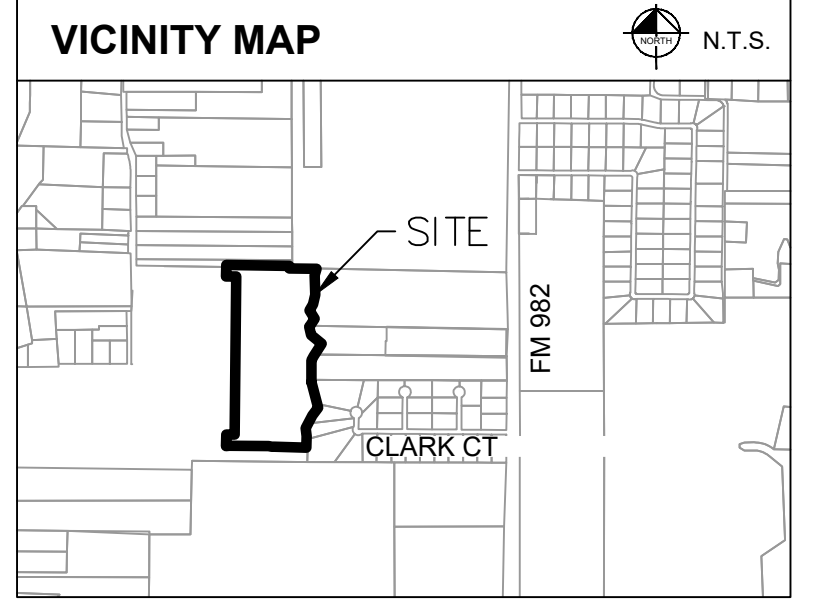 VICINITY MAP
NORTH
N.T.S.
SITE
FM 982
CLARK CT